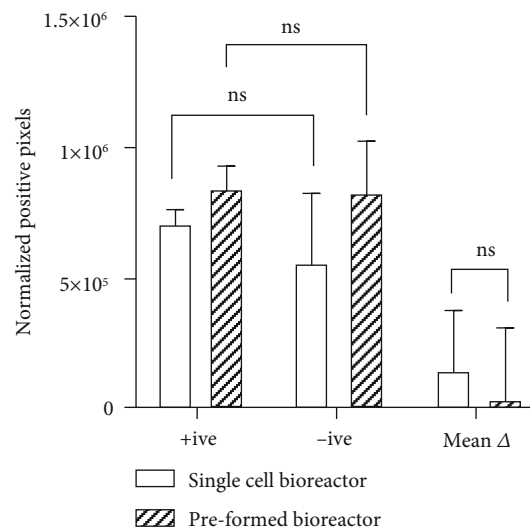 1.5×10⁶
ns
ns
1×10⁶
Normalized positive pixels
ns
5×10⁵
0
+ive
–ive
Mean Δ
Single cell bioreactor
Pre-formed bioreactor